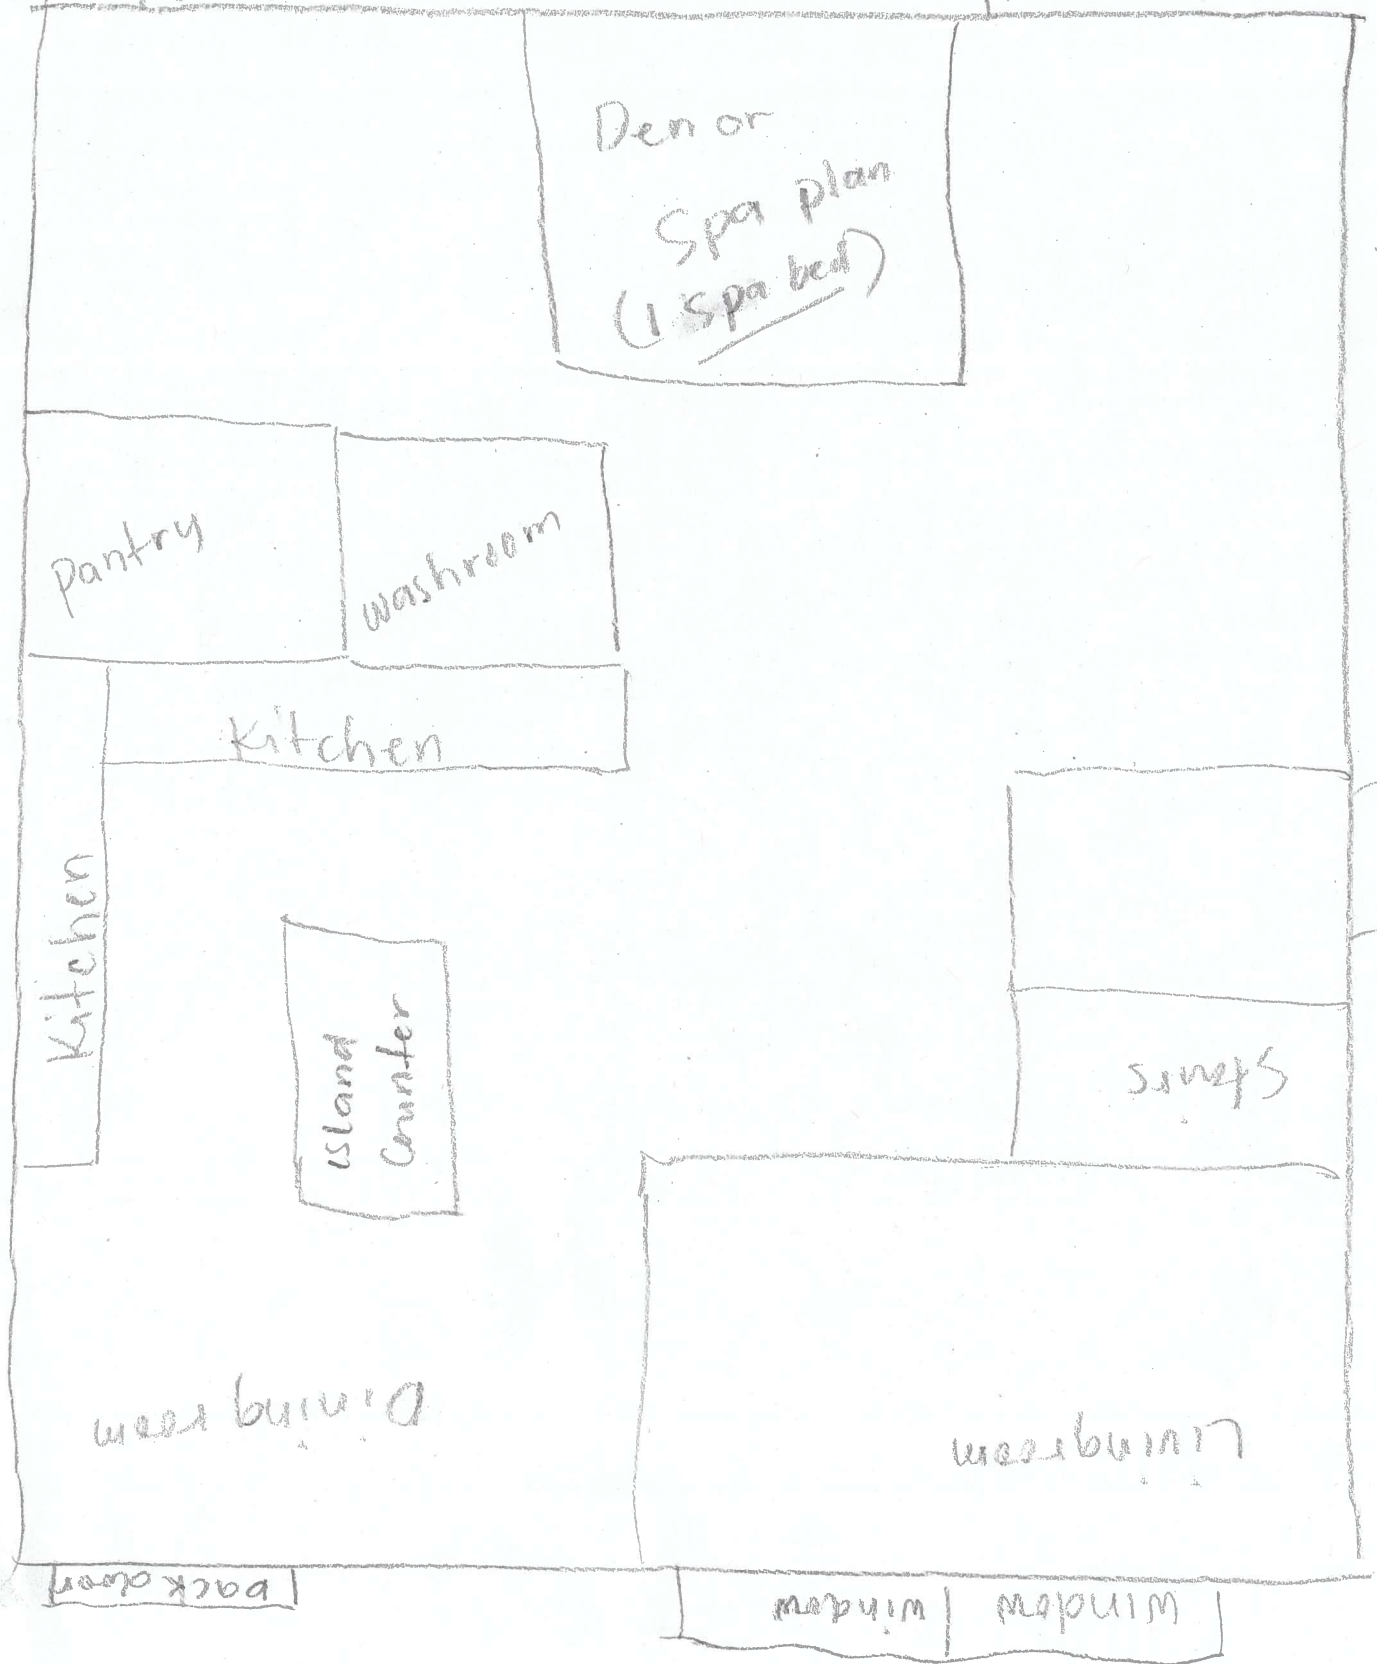 Den or
Spa plan
(1 Spa bed)
Pantry
washroom
Kitchen
Kitchen
island
Counter
Stairs
Dining room
Livingroom
back door
window
window